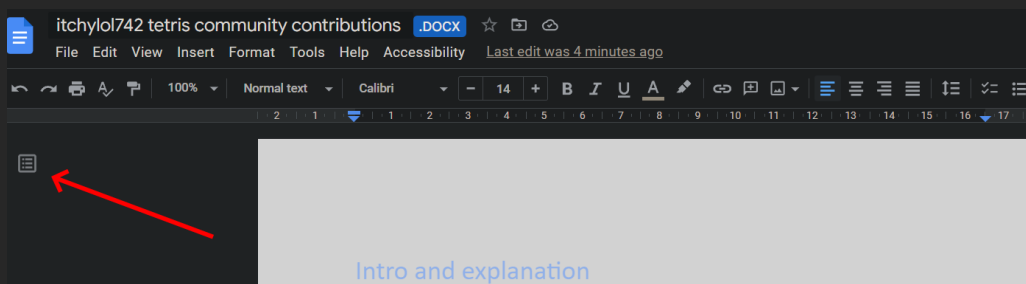 itchylol742 tetris community contributions .DOCX
File Edit View Insert Format Tools Help Accessibility Last edit was 4 minutes ago
100% Normal text Calibri − 14 + B I U A
2 1 1 2 3 4 5 6 7 8 9 10 11 12 13 14 15 16 17
Intro and explanation